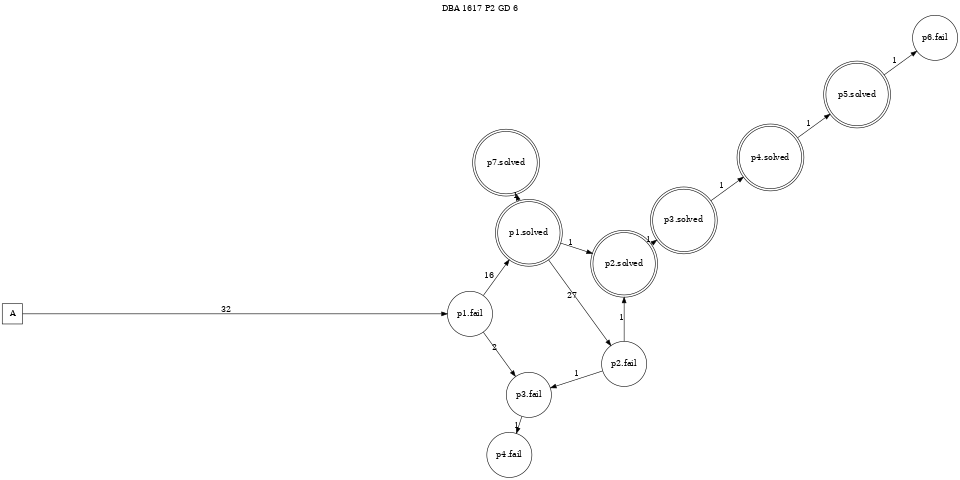 DBA 1617 P2 GD 6
p6.fail
1
p5.solved
1
p4.solved
1
p7.solved
p3.solved
p1.solved
1
1
p2.solved
16
27
A
32
p1.fail
1
2
p2.fail
1
p3.fail
1
p4.fail